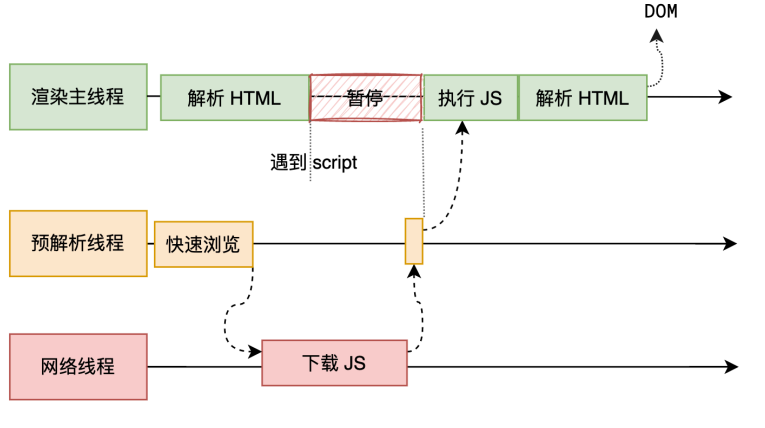 DOM
渲染主线程
解析 HTML
暂停
执行 JS
解析 HTML
遇到 script
预解析线程
快速浏览
网络线程
下载 JS